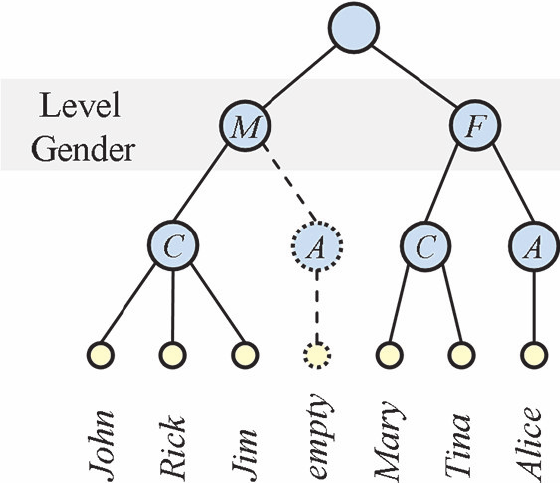 Level
Gender
M
F
C
A
C
A
John
Rick
Jim
empty
Mary
Tina
Alice